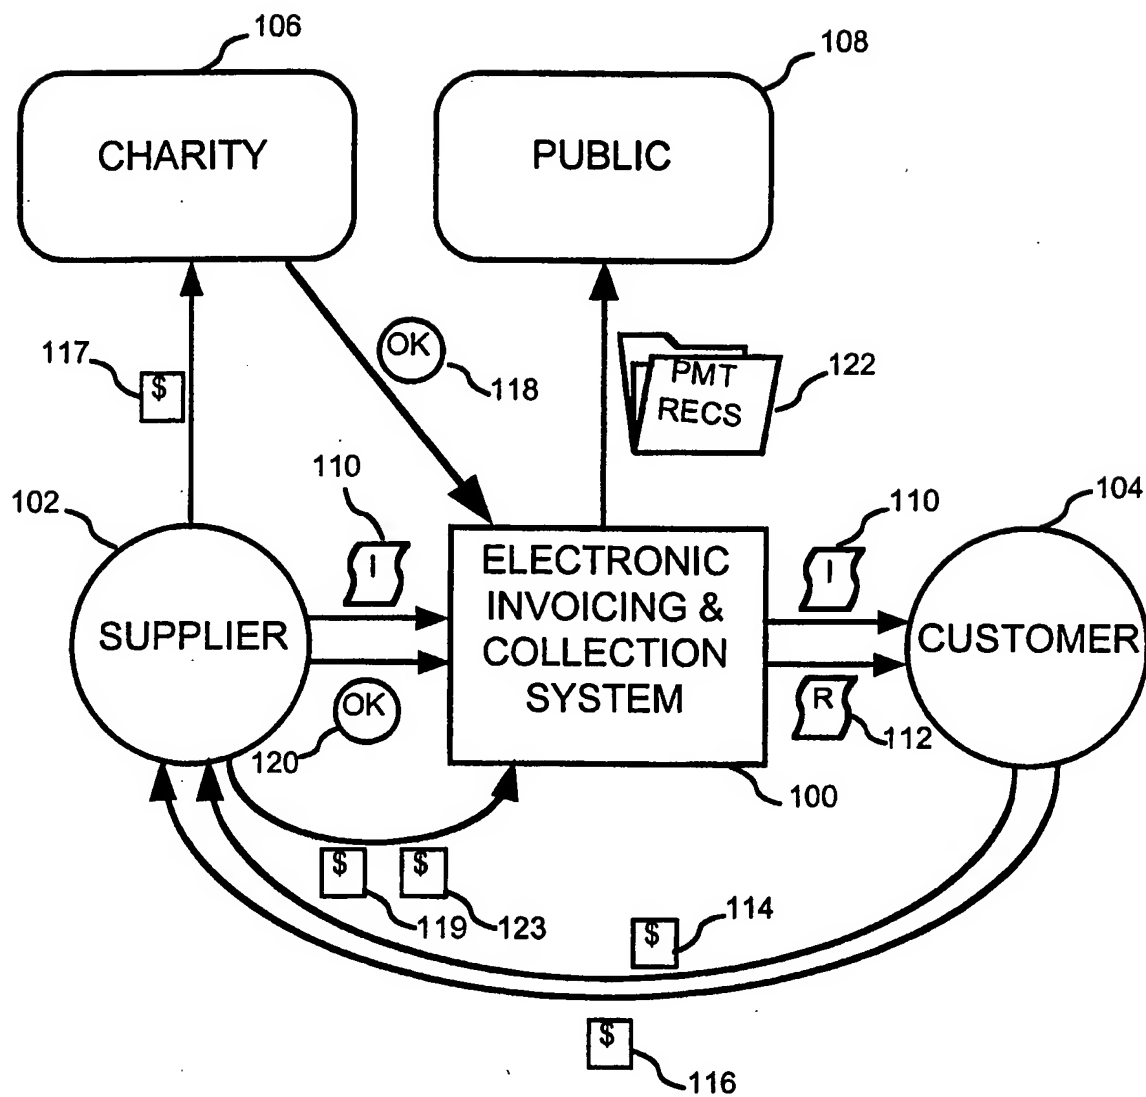 106
108
CHARITY
PUBLIC
117
$
OK
118
PMT
RECS
122
102
110
I
104
110
I
SUPPLIER
ELECTRONIC
INVOICING &
COLLECTION
SYSTEM
CUSTOMER
OK
120
R
112
100
$
119
$
123
$
114
$
116